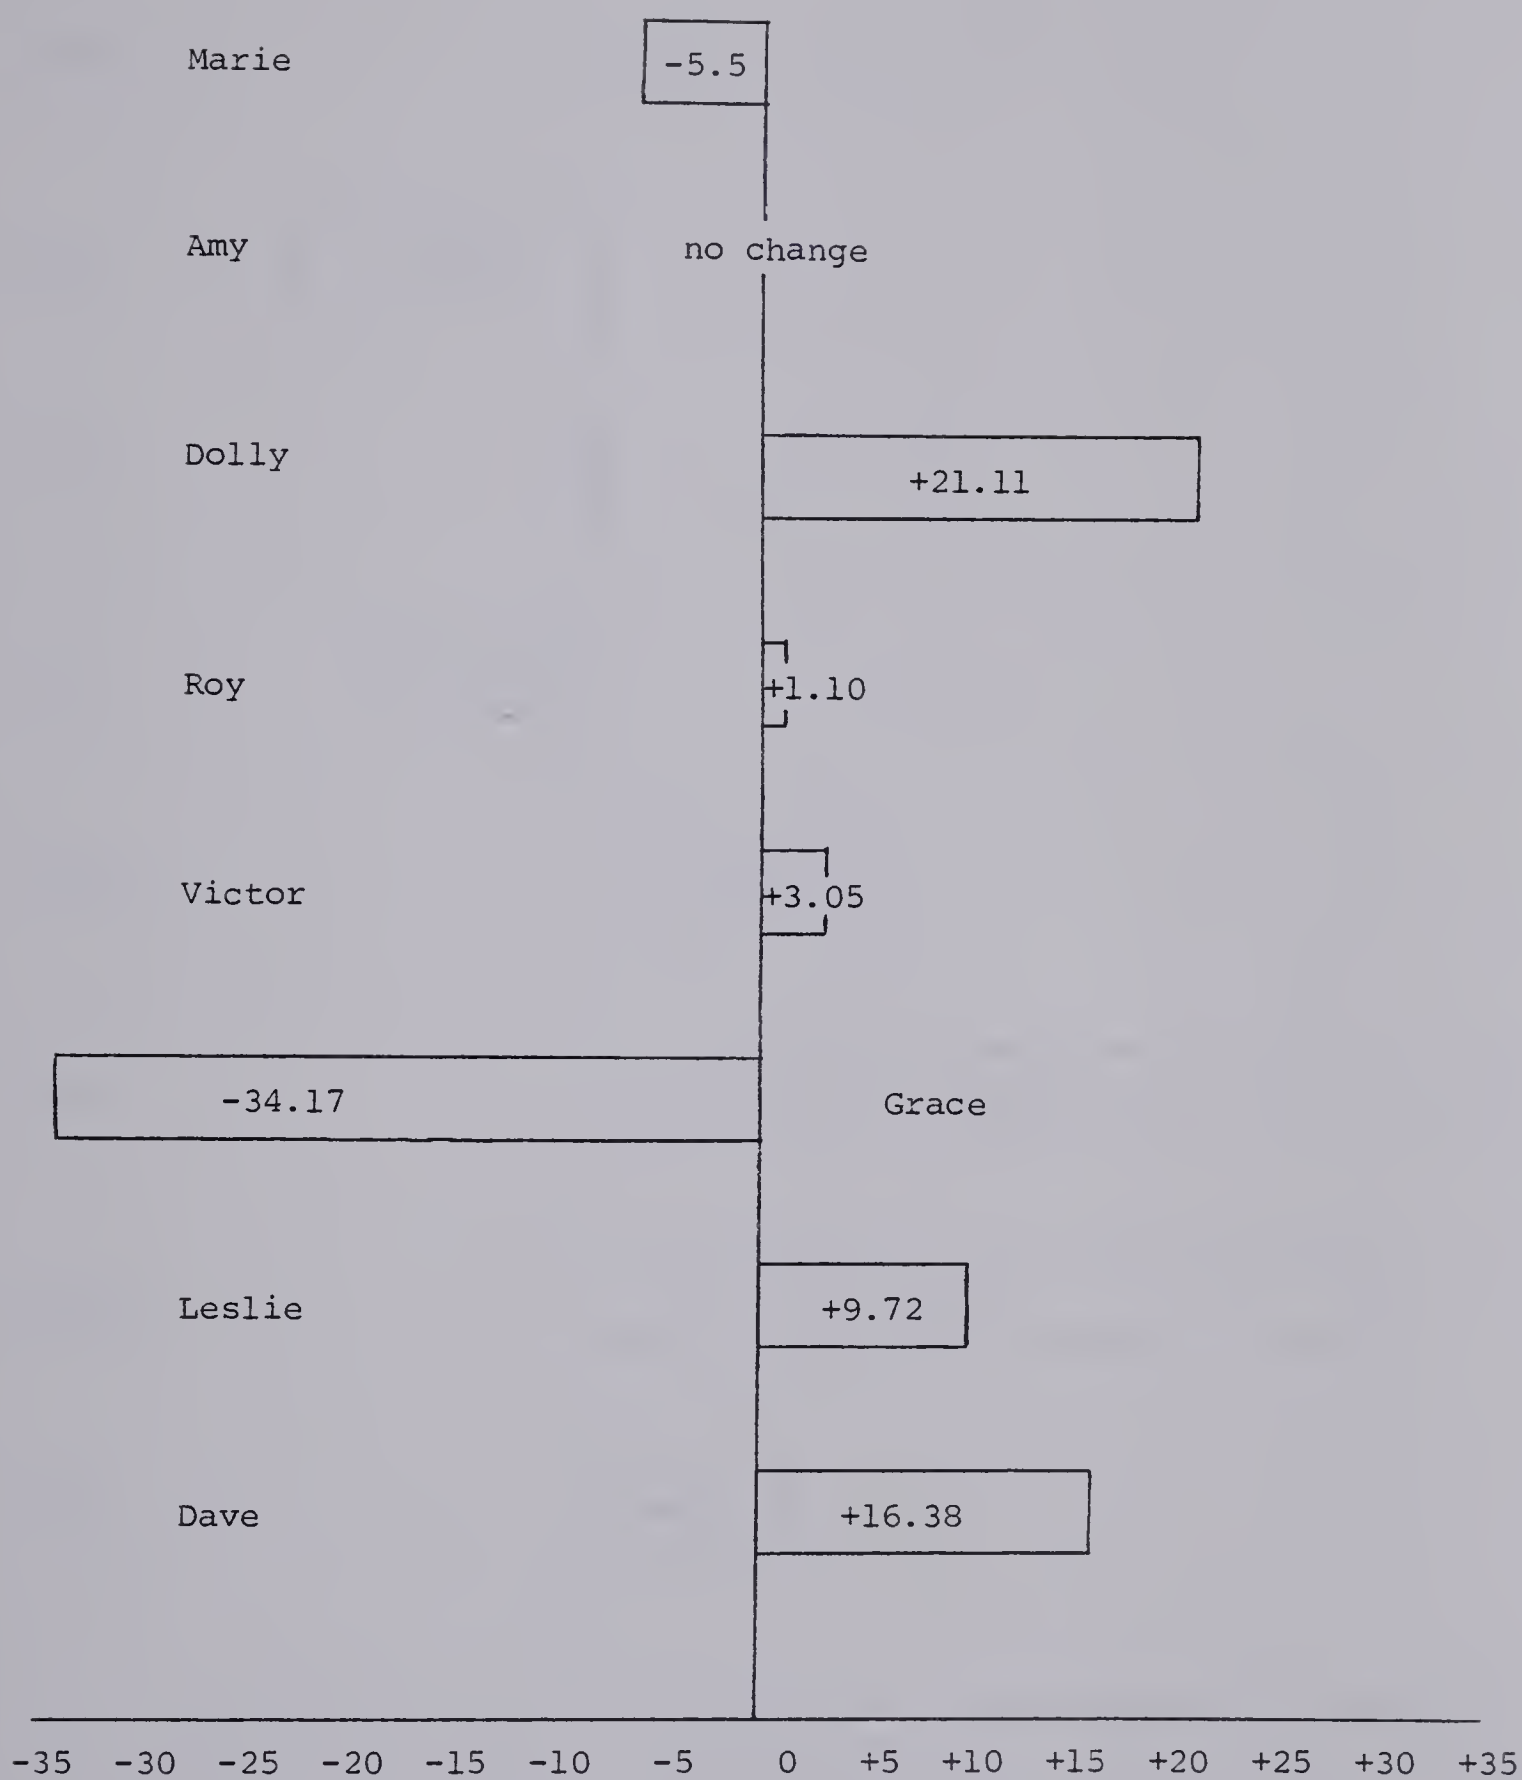 Marie -5.5
Amy no change
Dolly +21.11
Roy +1.10
Victor +3.05
-34.17 Grace
Leslie +9.72
Dave +16.38
-35 -30 -25 -20 -15 -10 -5 0 +5 +10 +15 +20 +25 +30 +35